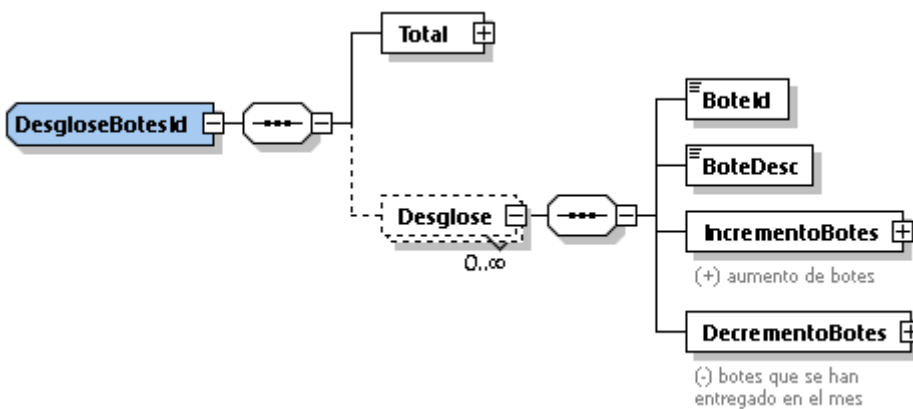 Total
DesgloseBotesId
BoteId
BoteDesc
Desglose
0..∞
IncrementoBotes
(+) aumento de botes
DecrementoBotes
(-) botes que se han
entregado en el mes